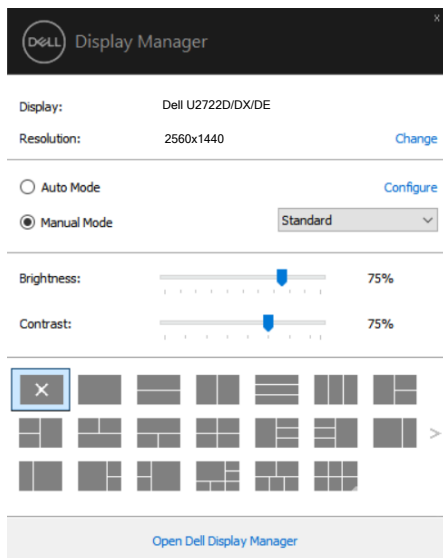 x
DELL Display Manager
Display: Dell U2722D/DX/DE
Resolution: 2560x1440 Change
Auto Mode Configure
Manual Mode Standard
Brightness: 75%
Contrast: 75%
Open Dell Display Manager